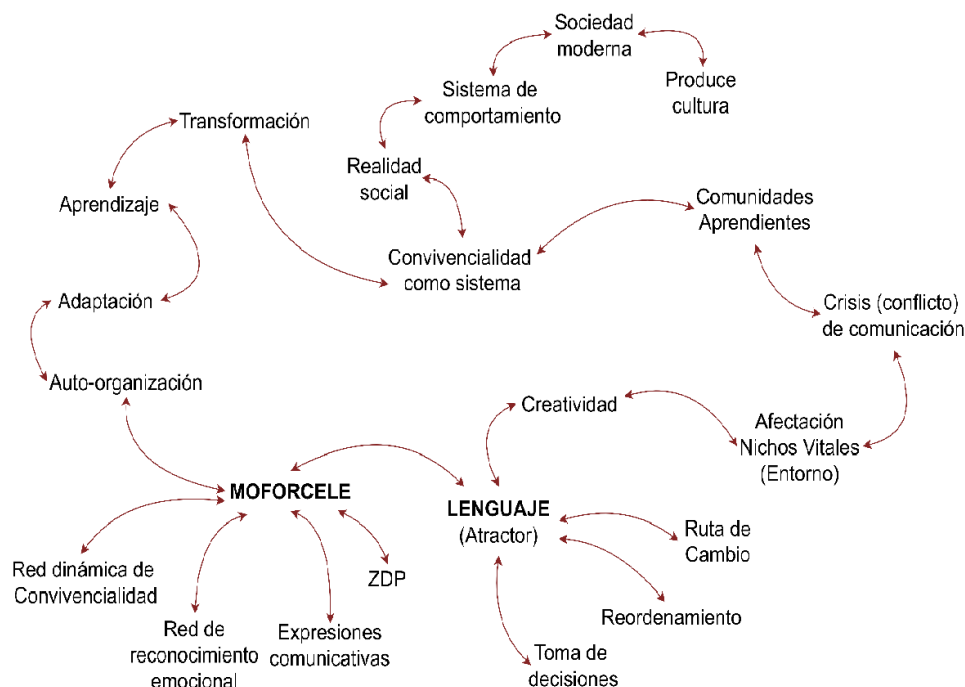 Sociedad
moderna
Produce
cultura
Sistema de
comportamiento
Transformación
Realidad
social
Aprendizaje
Comunidades
Aprendientes
Convivencialidad
como sistema
Adaptación
Crisis (conflicto)
de comunicación
Auto-organización
Creatividad
Afectación
Nichos Vitales
(Entorno)
MOFORCELE
LENGUAJE
(Atractor)
Ruta de
Cambio
Red dinámica de
Convivencialidad
ZDP
Reordenamiento
Red de
reconocimiento
emocional
Expresiones
comunicativas
Toma de
decisiones